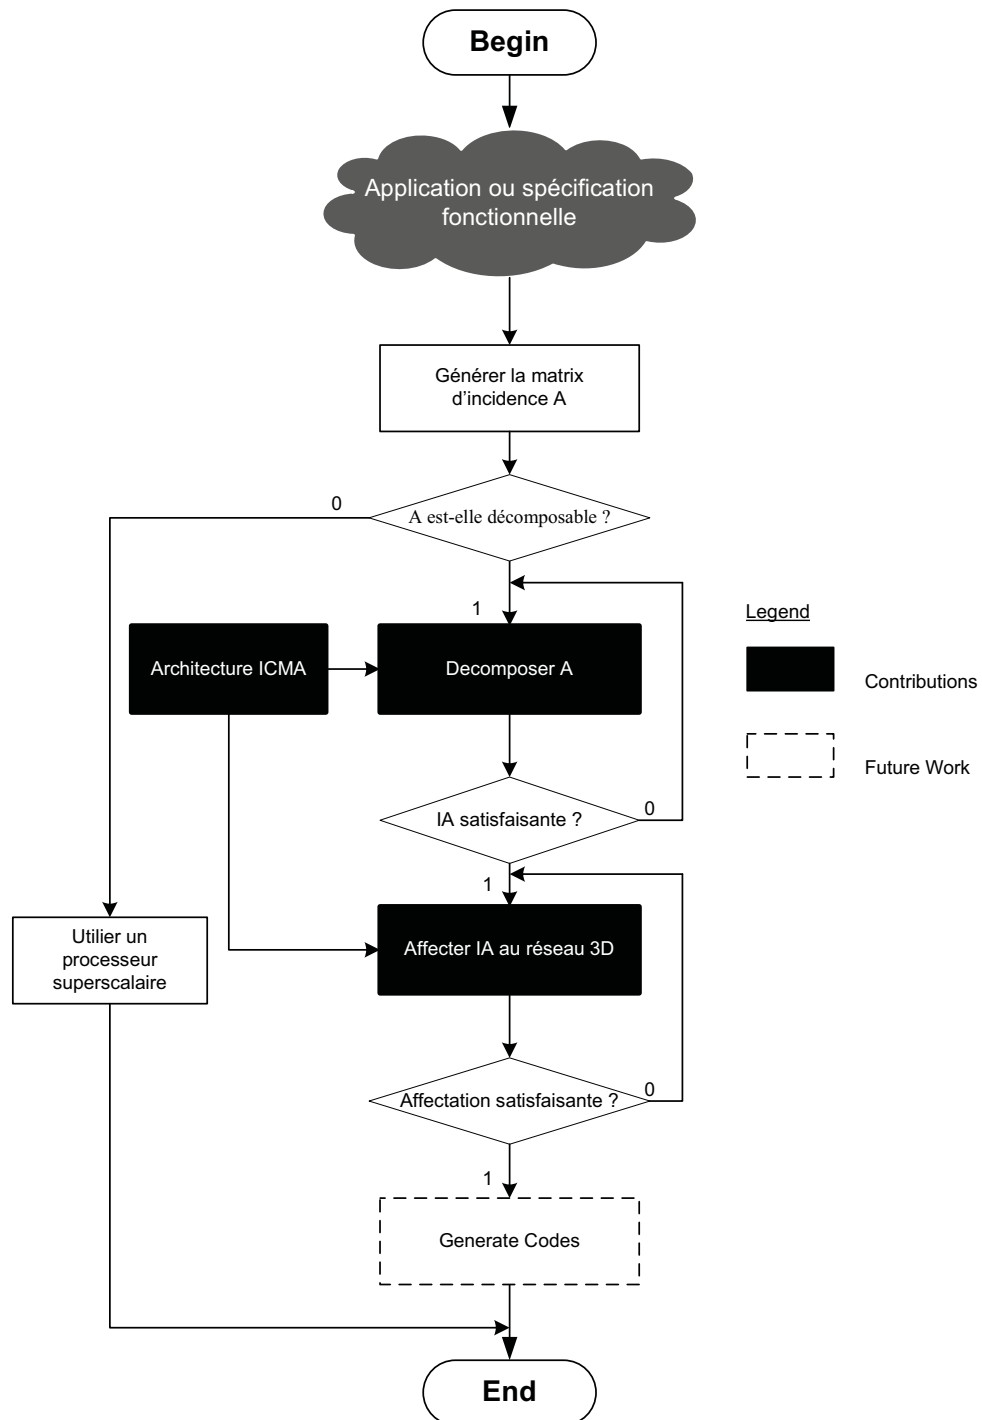 Begin
Application ou spécification
fonctionnelle
Générer la matrix
d'incidence A
0
A est-elle décomposable ?
1
Legend
Architecture ICMA
Decomposer A
Contributions
Future Work
IA satisfaisante ?
0
1
Utilier un
processeur
superscalaire
Affecter IA au réseau 3D
Affectation satisfaisante ?
0
1
Generate Codes
End